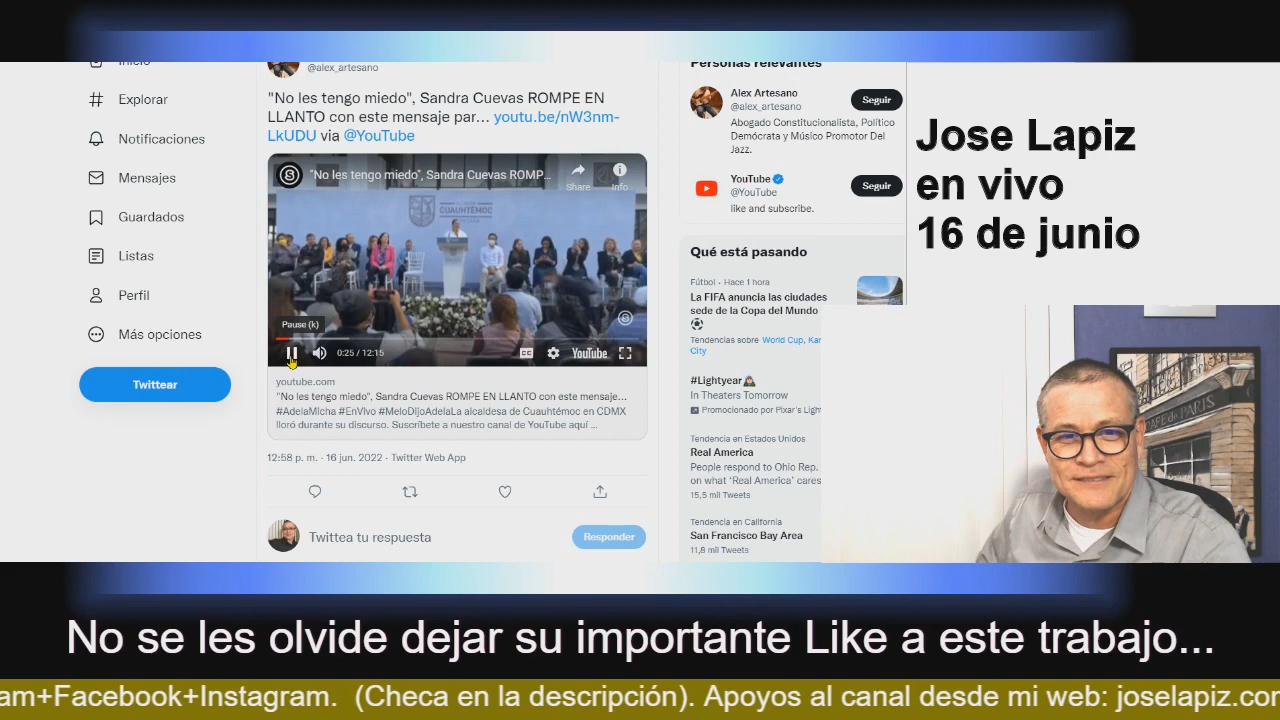 Inicio
Explorar
Notificaciones
Mensajes
Guardados
Listas
Perfil
Más opciones
Twittear
@alex_artesano
"No les tengo miedo", Sandra Cuevas ROMPE EN
LLANTO con este mensaje par... youtu.be/nW3nm-
LkUDU via @YouTube
"No les tengo miedo", Sandra Cuevas ROMP...
Share
Info
CUAUHTÉMOC
Pause (k)
0:25 / 12:15
CC
YouTube
youtube.com
"No les tengo miedo", Sandra Cuevas ROMPE EN LLANTO con este mensaje...
#AdelaMicha #EnVivo #MeloDijoAdelaLa alcaldesa de Cuauhtémoc en CDMX
lloró durante su discurso. Suscríbete a nuestro canal de YouTube aquí ...
12:58 p. m. · 16 jun. 2022 · Twitter Web App
Twittea tu respuesta
Responder
Personas relevantes
Alex Artesano
@alex_artesano
Seguir
Abogado Constitucionalista, Político
Demócrata y Músico Promotor Del
Jazz.
YouTube
@YouTube
Seguir
like and subscribe.
Qué está pasando
Fútbol · Hace 1 hora
La FIFA anuncia las ciudades
sede de la Copa del Mundo
Tendencias sobre World Cup, Kan
City
#Lightyear
In Theaters Tomorrow
Promocionado por Pixar's Light
Tendencia en Estados Unidos
Real America
People respond to Ohio Rep.
on what ‘Real America’ cares
15,5 mil Tweets
Tendencia en California
San Francisco Bay Area
11,8 mil Tweets
Jose Lapiz
en vivo
16 de junio
CAFE de PARIS
No se les olvide dejar su importante Like a este trabajo...
am+Facebook+Instagram. (Checa en la descripción). Apoyos al canal desde mi web: joselapiz.com